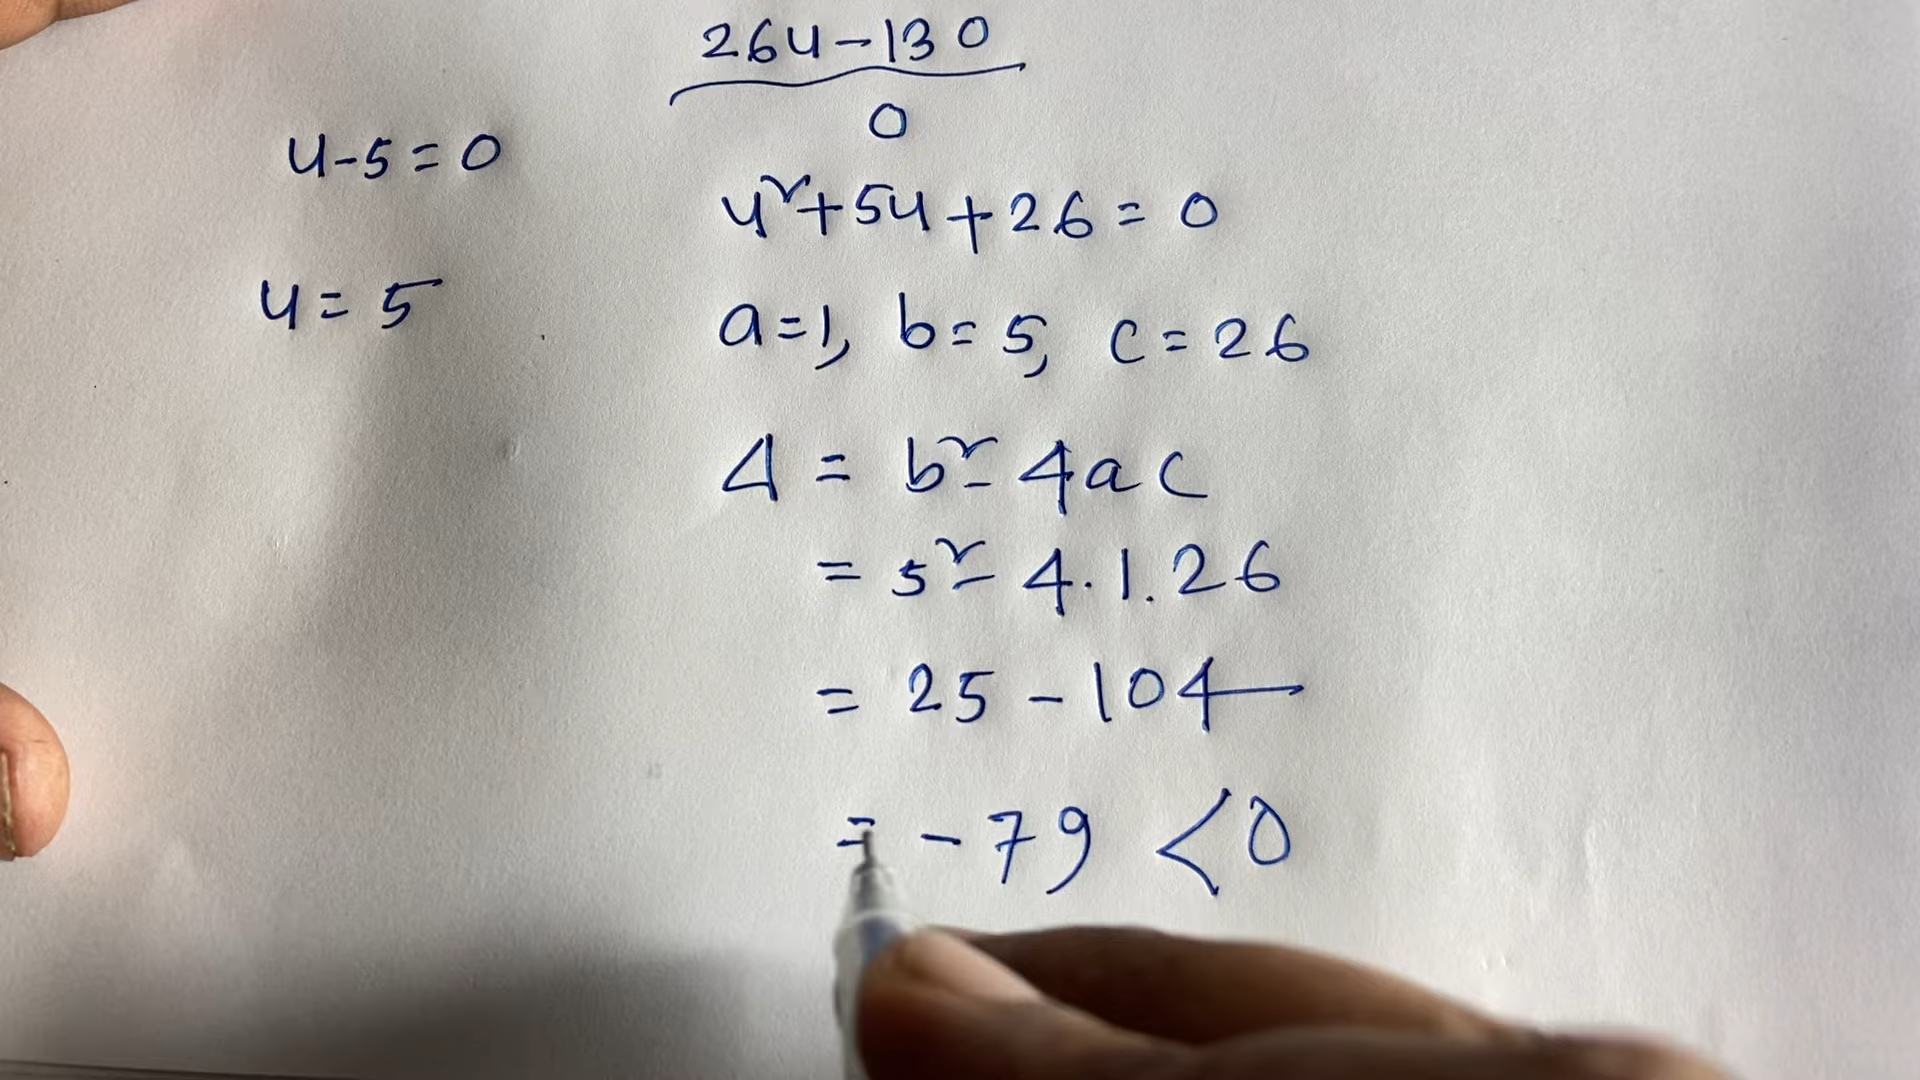 26u-130
0
u-5=0
u²+5u+26=0
u=5
a=1, b=5, c=26
Δ = b²-4ac
= 5²-4.1.26
= 25-104
= -79 <0